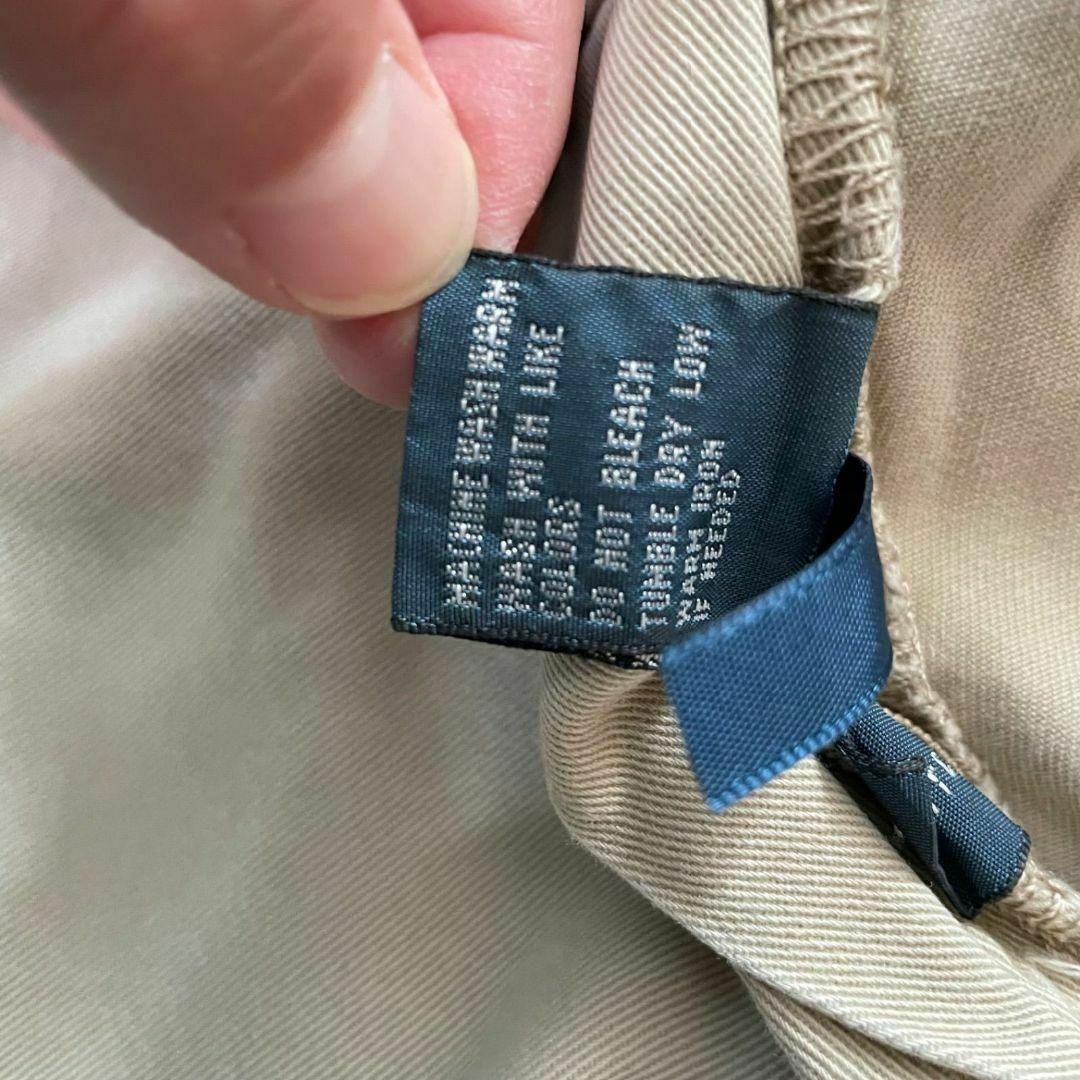 MACHINE WASH WARM
WASH WITH LIKE
COLORS
DO NOT BLEACH
TUMBLE DRY LOW
WARM IRON
IF NEEDED